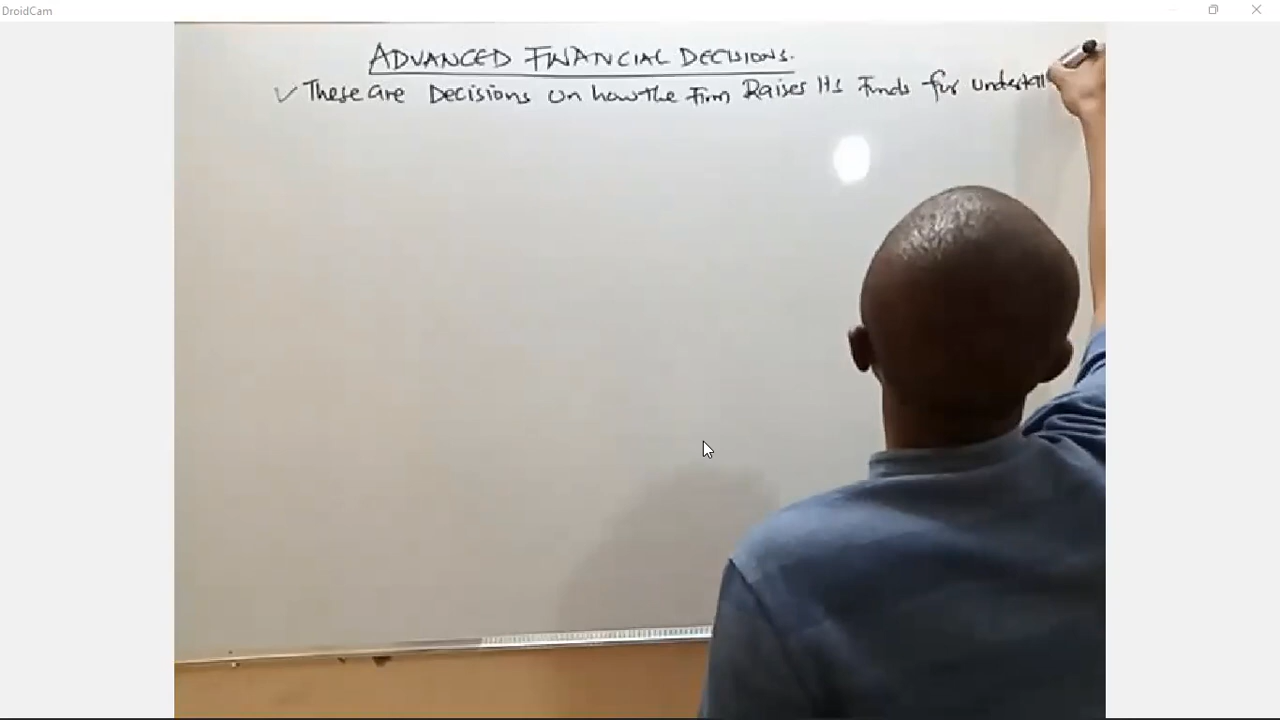 DroidCam
ADVANCED FINANCIAL DECISIONS.
✓ These are Decisions on how the Firm Raises Its Funds for